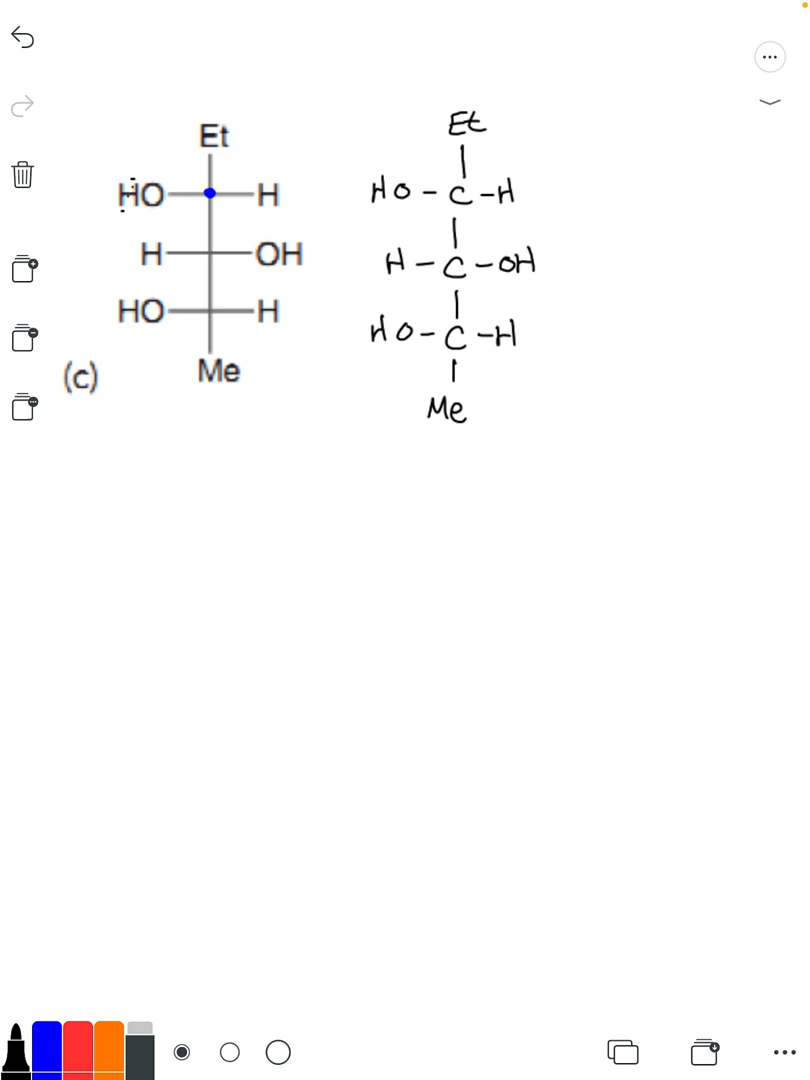 Et
HO H
H OH
HO H
Me
(c)
Et
HO - C - H
H - C - OH
HO - C - H
Me